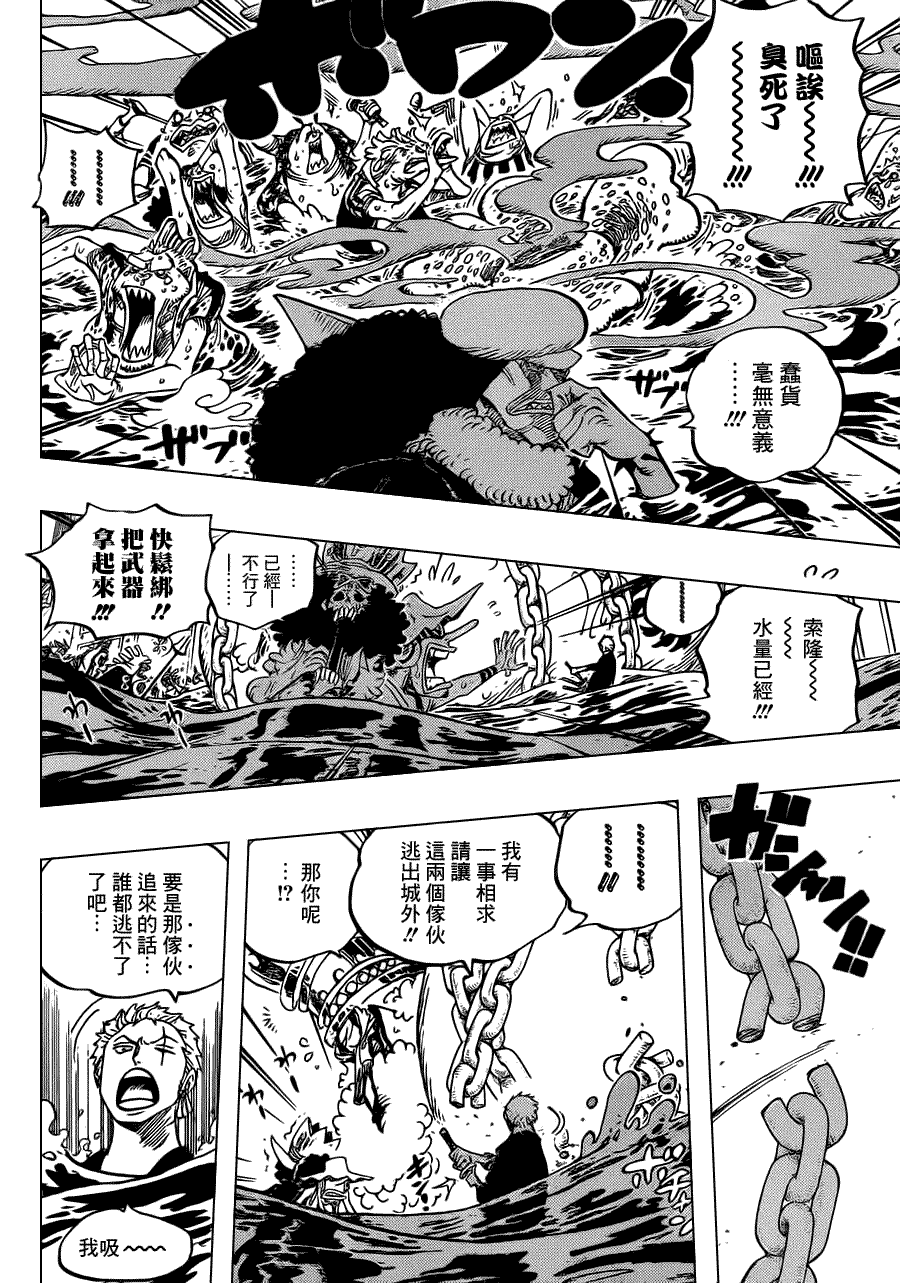 ボワン!
嘔誒~~~!!!!
臭死了~~~!!!!
………!!!!
蠢貨
毫無意義
……!!!
ザブ
ザブ
索隆~~~
水量已經!!!
………
……
已經—
不行了
……
快鬆綁!!
把武器
拿起來!!!
ガシャン!!
………!!
我有
一事相求
請讓
這兩個傢伙
逃出城外!!
那你呢
…!?
要是那傢伙
追來的話…
誰都逃不了
了吧…
我吸~~~